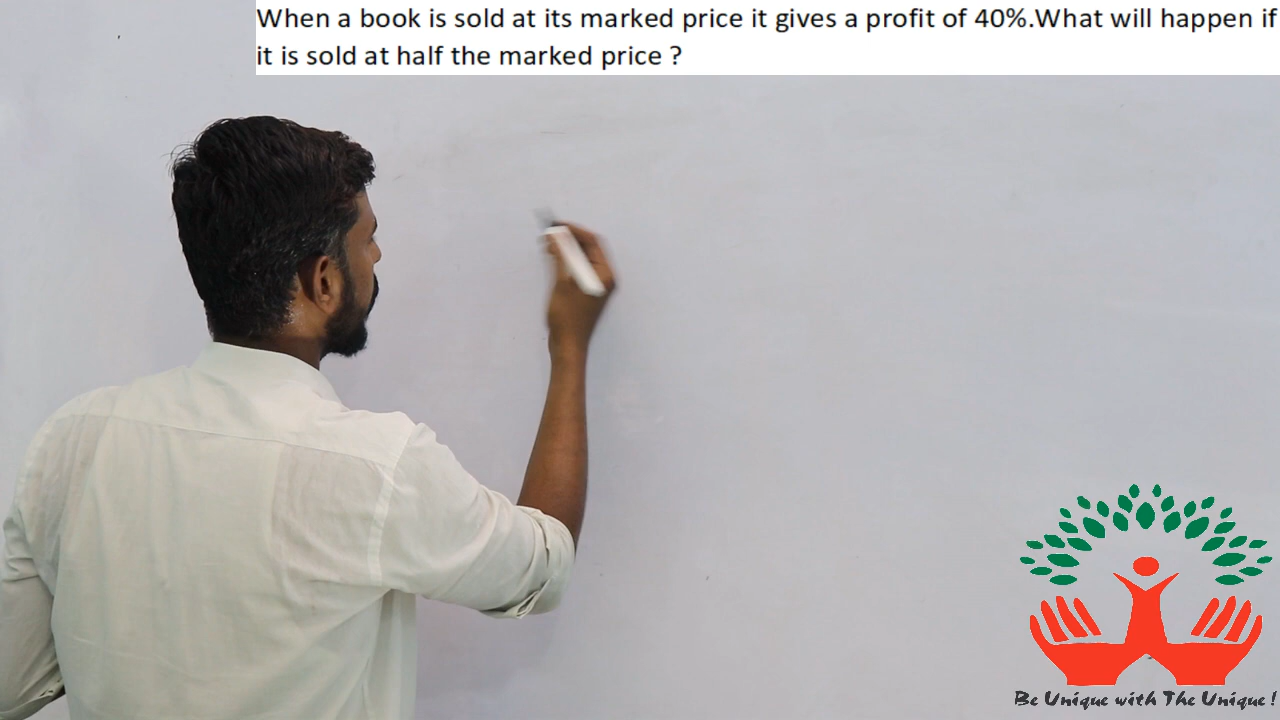 When a book is sold at its marked price it gives a profit of 40%.What will happen if
it is sold at half the marked price ?
Be Unique with The Unique !